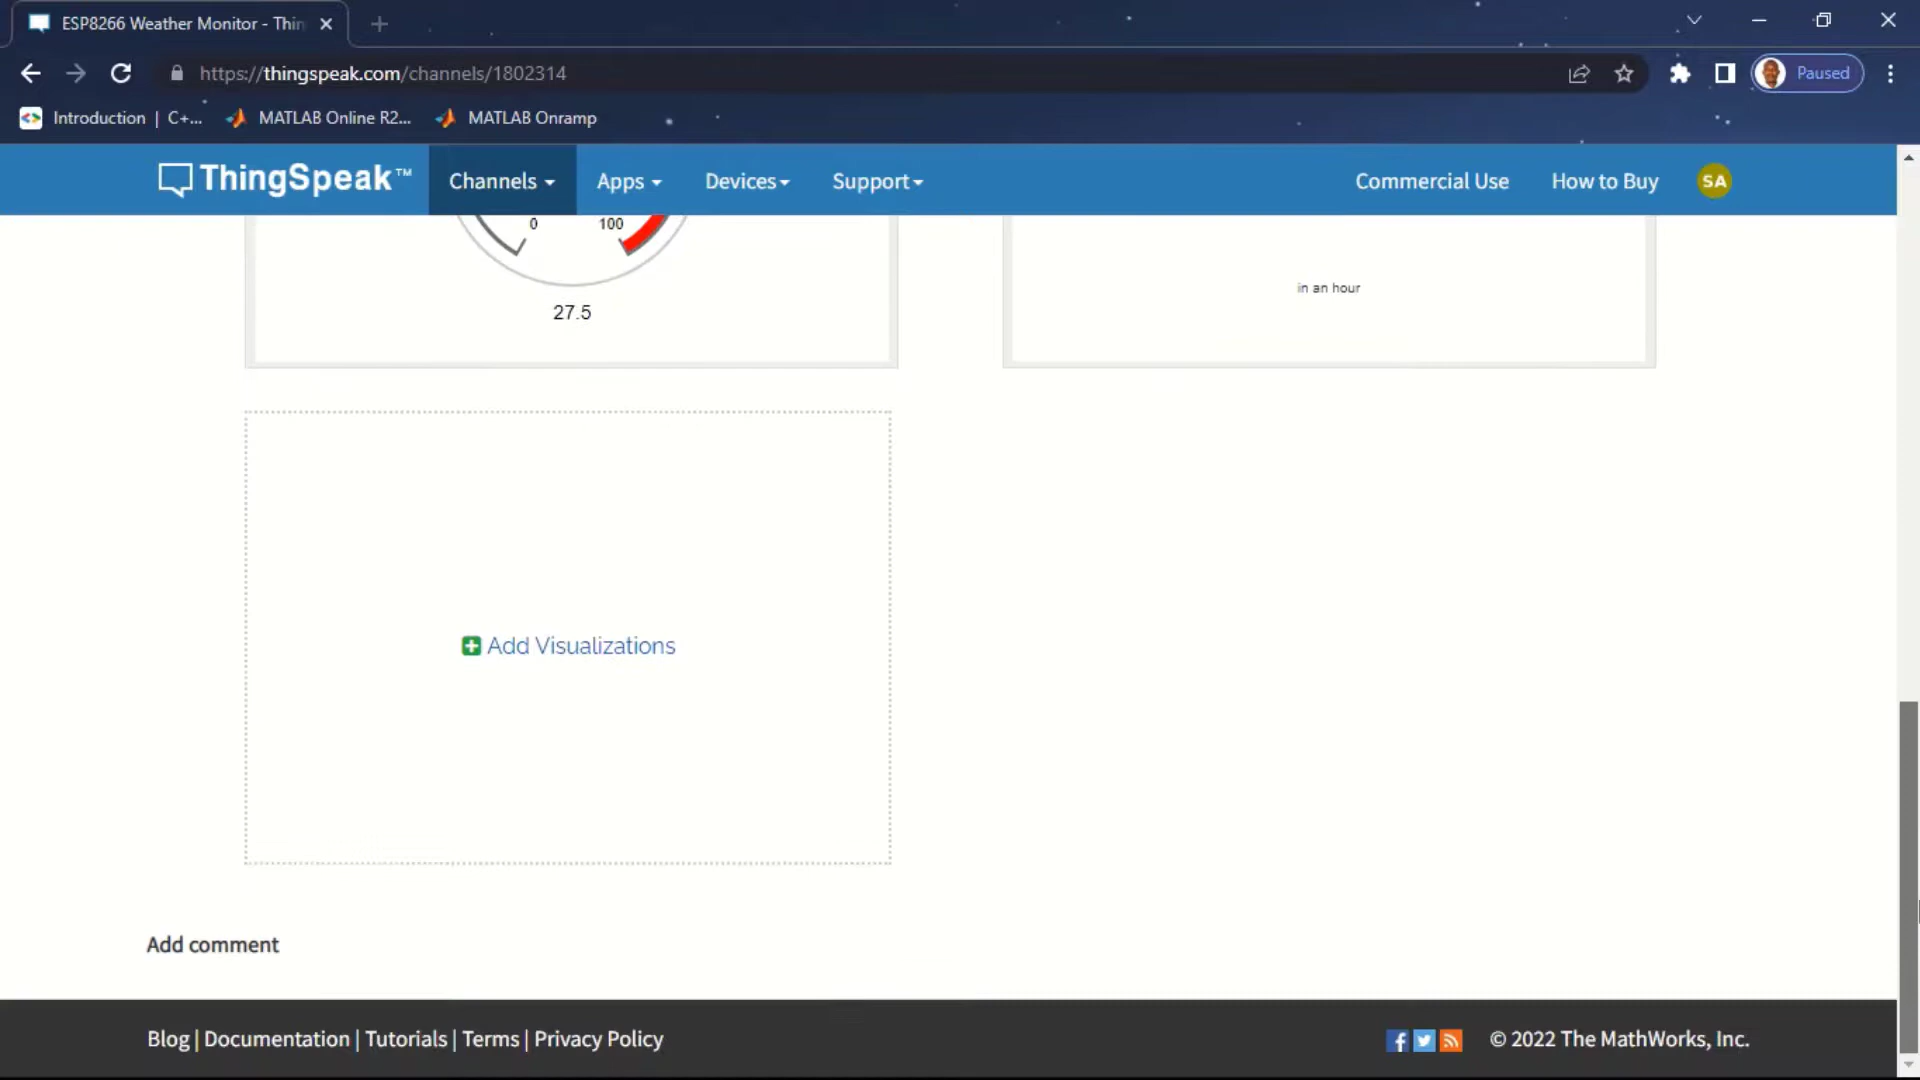 ESP8266 Weather Monitor - Thin
https://thingspeak.com/channels/1802314
Paused
Introduction | C+...
MATLAB Online R2...
MATLAB Onramp
ThingSpeak™
Channels
Apps
Devices
Support
Commercial Use
How to Buy
SA
0
100
27.5
in an hour
Add Visualizations
Add comment
Blog | Documentation | Tutorials | Terms | Privacy Policy
© 2022 The MathWorks, Inc.